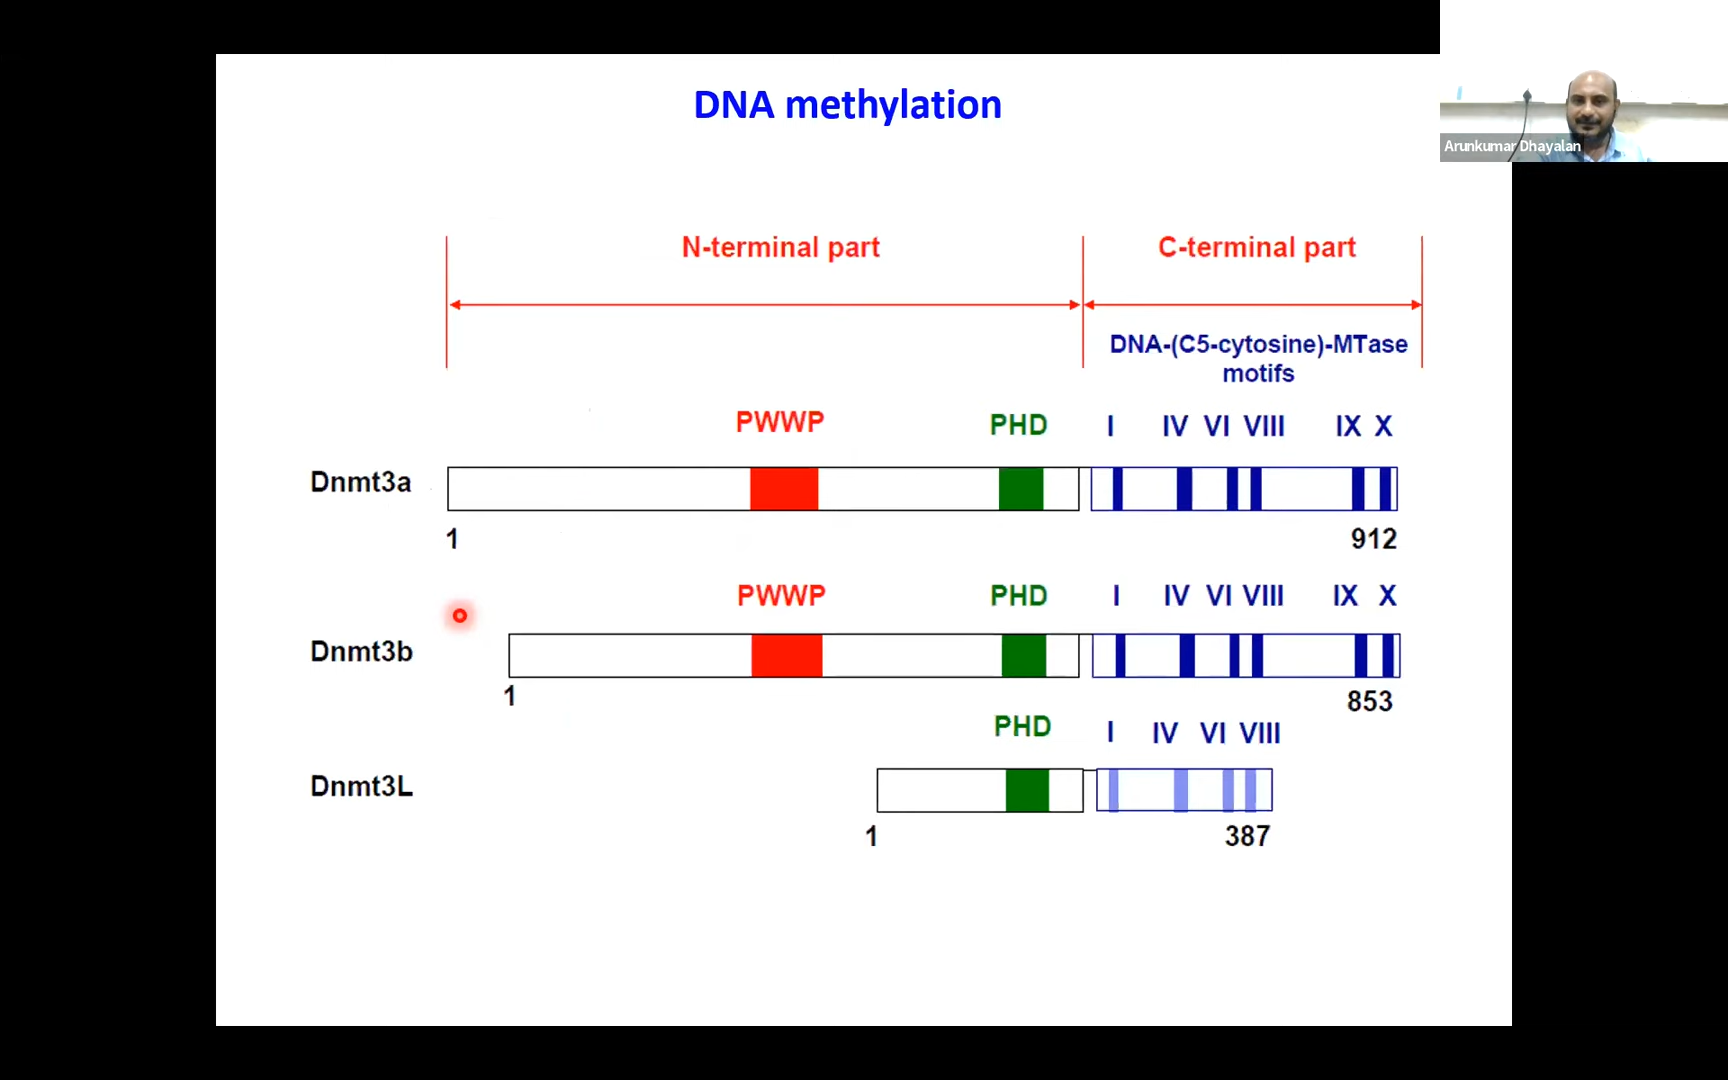 DNA methylation
Arunkumar Dhayalan
N-terminal part C-terminal part
DNA-(C5-cytosine)-MTase
motifs
PWWP PHD I IV VI VIII IX X
Dnmt3a
1 912
PWWP PHD I IV VI VIII IX X
Dnmt3b
1 853
PHD I IV VI VIII
Dnmt3L
1 387